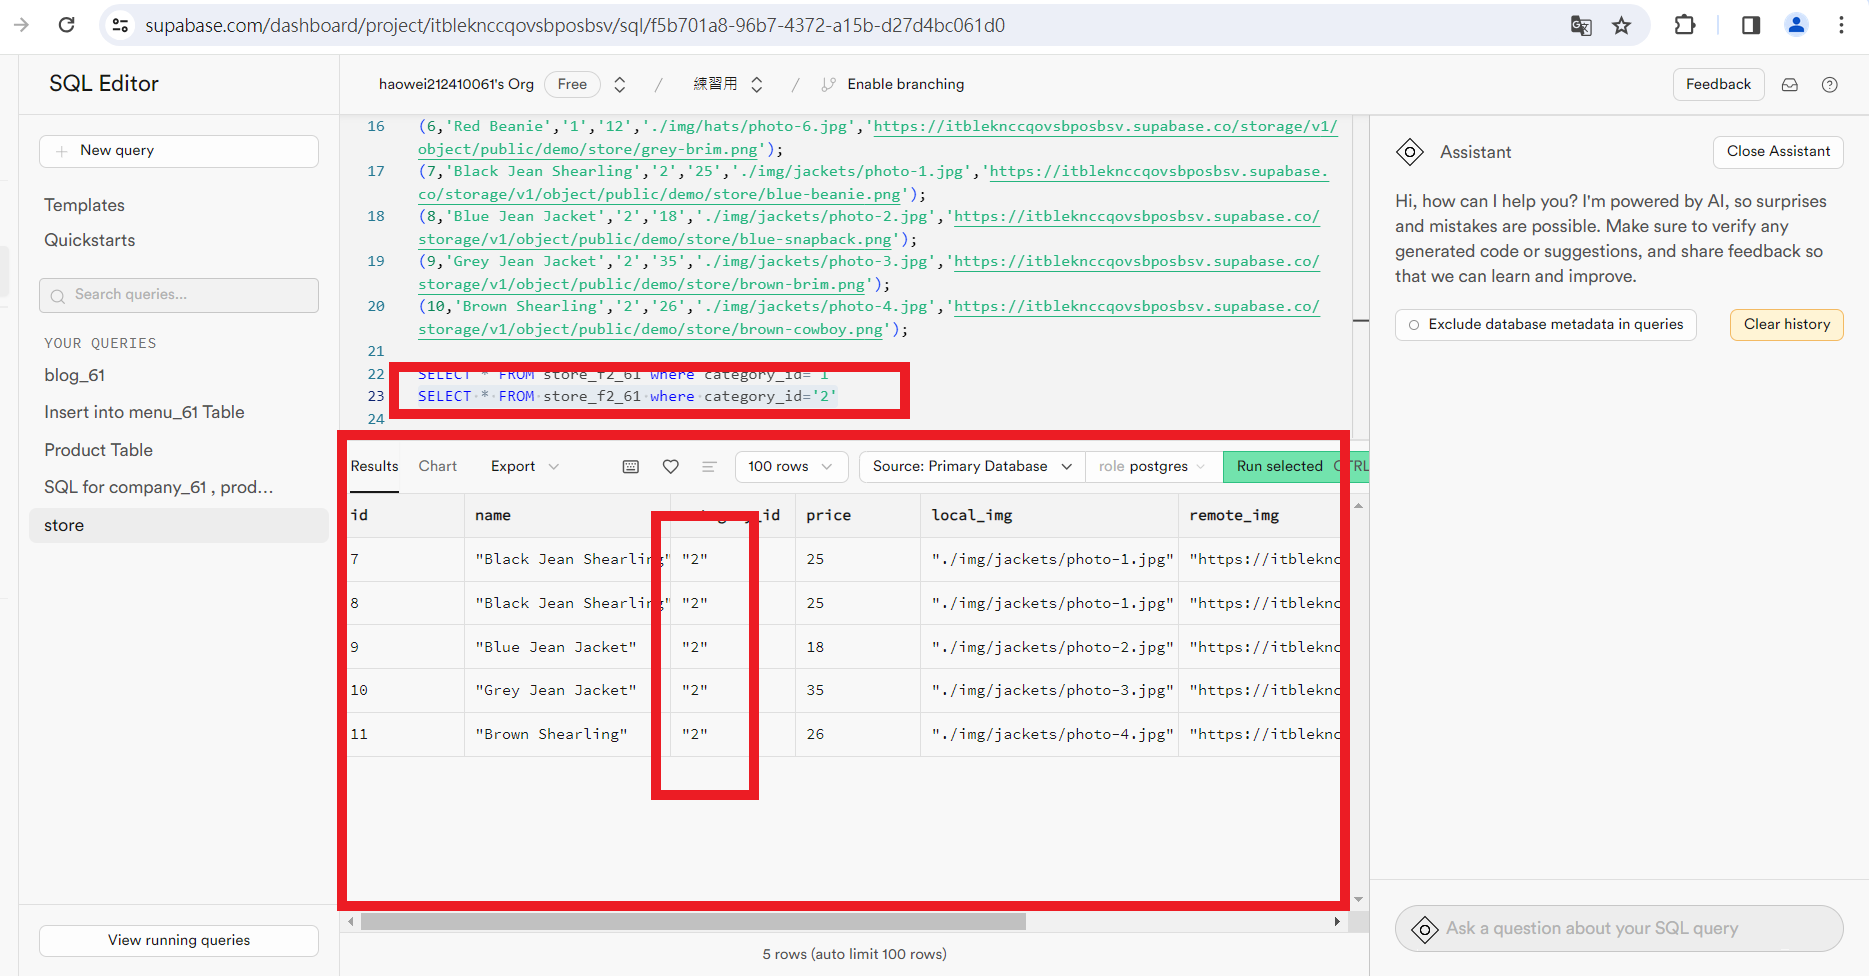 supabase.com/dashboard/project/itbleknccqovsbposbsv/sql/f5b701a8-96b7-4372-a15b-d27d4bc061d0
SQL Editor
haowei212410061's Org Free / 練習用 / Enable branching
Feedback
New query
Templates
Quickstarts
Search queries...
YOUR QUERIES
blog_61
Insert into menu_61 Table
Product Table
SQL for company_61 , prod...
store
View running queries
16 (6,'Red Beanie','1','12','./img/hats/photo-6.jpg','https://itbleknccqovsbposbsv.supabase.co/storage/v1/
object/public/demo/store/grey-brim.png');
17 (7,'Black Jean Shearling','2','25','./img/jackets/photo-1.jpg','https://itbleknccqovsbposbsv.supabase.
co/storage/v1/object/public/demo/store/blue-beanie.png');
18 (8,'Blue Jean Jacket','2','18','./img/jackets/photo-2.jpg','https://itbleknccqovsbposbsv.supabase.co/
storage/v1/object/public/demo/store/blue-snapback.png');
19 (9,'Grey Jean Jacket','2','35','./img/jackets/photo-3.jpg','https://itbleknccqovsbposbsv.supabase.co/
storage/v1/object/public/demo/store/brown-brim.png');
20 (10,'Brown Shearling','2','26','./img/jackets/photo-4.jpg','https://itbleknccqovsbposbsv.supabase.co/
storage/v1/object/public/demo/store/brown-cowboy.png');
21
22 SELECT * FROM store_f2_61 where category_id='1'
23 SELECT * FROM store_f2_61 where category_id='2'
24
Results Chart Export 100 rows Source: Primary Database role postgres Run selected CTRL
id name _id price local_img remote_img
7 "Black Jean Shearling" "2" 25 "./img/jackets/photo-1.jpg" "https://itbleknc
8 "Black Jean Shearling" "2" 25 "./img/jackets/photo-1.jpg" "https://itbleknc
9 "Blue Jean Jacket" "2" 18 "./img/jackets/photo-2.jpg" "https://itbleknc
10 "Grey Jean Jacket" "2" 35 "./img/jackets/photo-3.jpg" "https://itbleknc
11 "Brown Shearling" "2" 26 "./img/jackets/photo-4.jpg" "https://itbleknc
5 rows (auto limit 100 rows)
Assistant
Close Assistant
Hi, how can I help you? I'm powered by AI, so surprises
and mistakes are possible. Make sure to verify any
generated code or suggestions, and share feedback so
that we can learn and improve.
Exclude database metadata in queries
Clear history
Ask a question about your SQL query